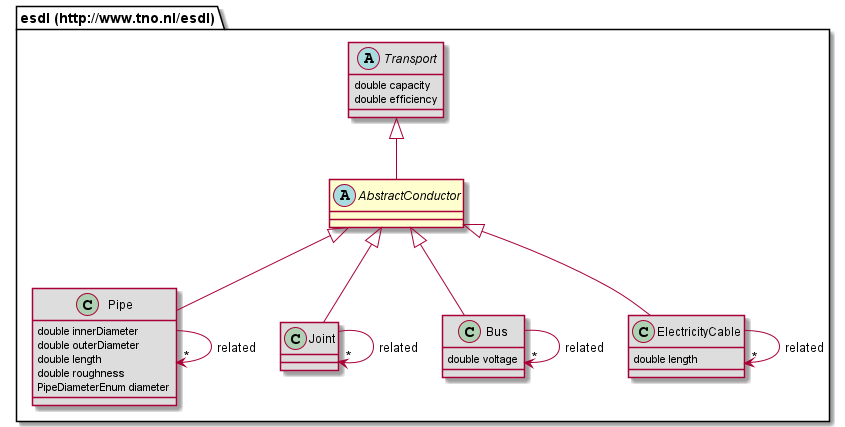 esdl (http://www.tno.nl/esdl)
A Transport
double capacity
double efficiency
A AbstractConductor
C Pipe
double innerDiameter
double outerDiameter
double length
double roughness
PipeDiameterEnum diameter
related
*
C Joint
related
*
C Bus
double voltage
related
*
C ElectricityCable
double length
related
*